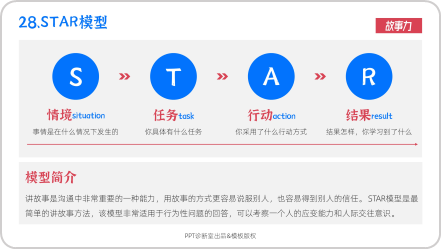 28.STAR模型
故事力
S T A R
情境situation 任务task 行动action 结果result
事情是在什么情况下发生的 你具体有什么任务 你采用了什么行动方式 结果怎样，你学习到了什么
模型简介
讲故事是沟通中非常重要的一种能力，用故事的方式更容易说服别人，也容易得到别人的信任。STAR模型是最
简单的讲故事方法，该模型非常适用于行为性问题的回答，可以考察一个人的应变能力和人际交往意识。
PPT诊断室出品&模板版权